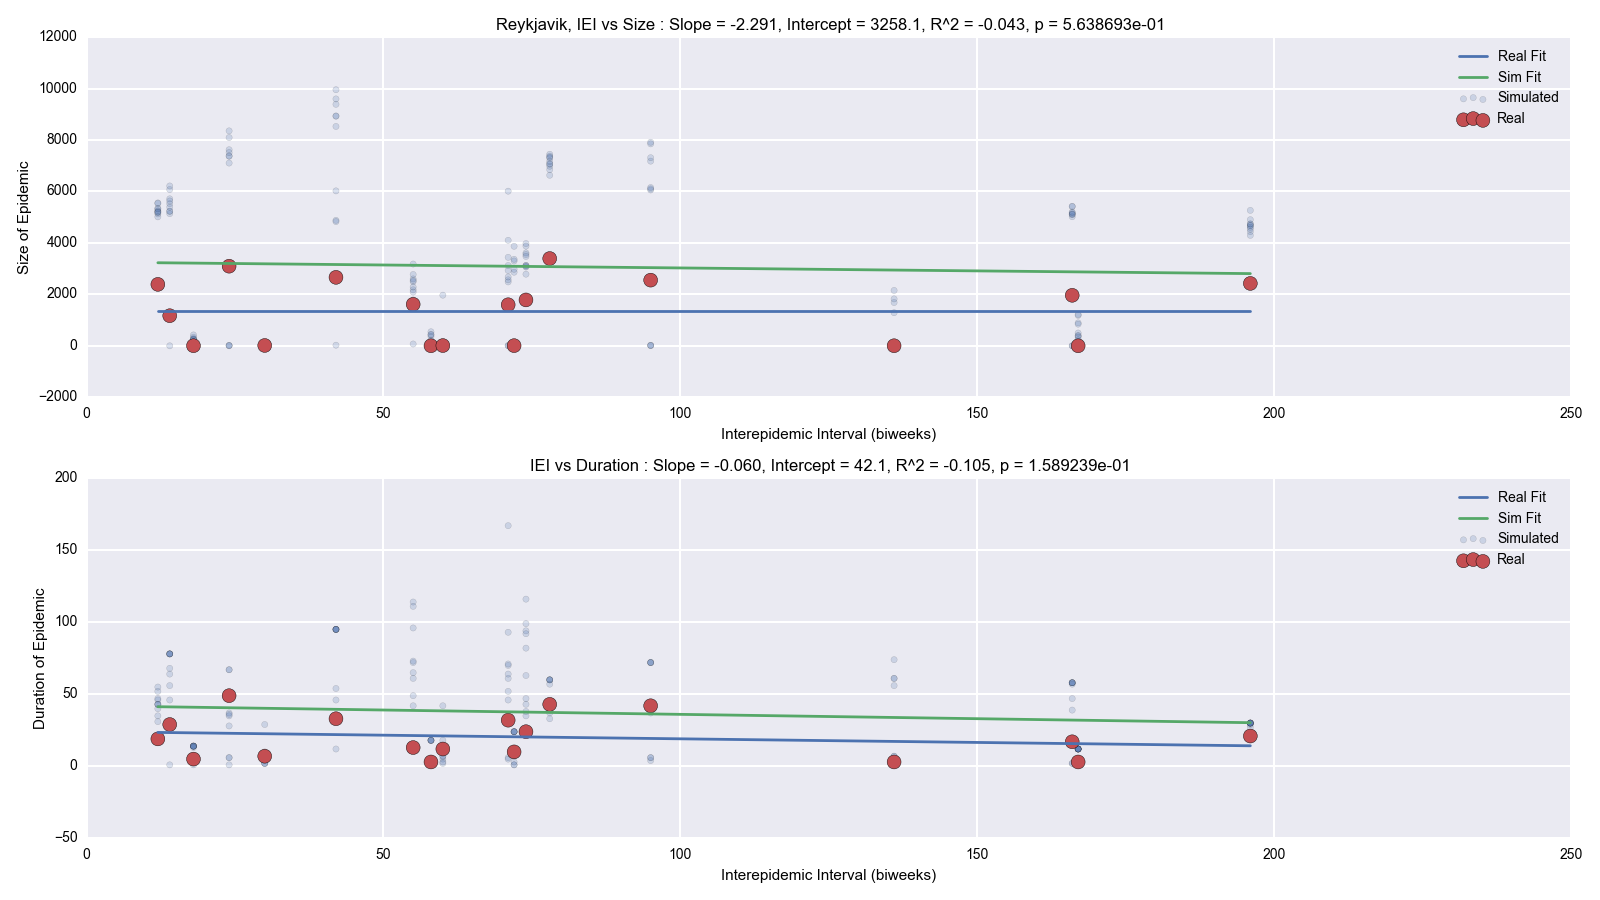 Reykjavik, IEI vs Size : Slope = -2.291, Intercept = 3258.1, R^2 = -0.043, p = 5.638693e-01
12000
10000
8000
6000
4000
2000
0
−2000
Size of Epidemic
Real Fit
Sim Fit
Simulated
Real
0 50 100 150 200 250
Interepidemic Interval (biweeks)
IEI vs Duration : Slope = -0.060, Intercept = 42.1, R^2 = -0.105, p = 1.589239e-01
200
150
100
50
0
−50
Duration of Epidemic
Real Fit
Sim Fit
Simulated
Real
0 50 100 150 200 250
Interepidemic Interval (biweeks)